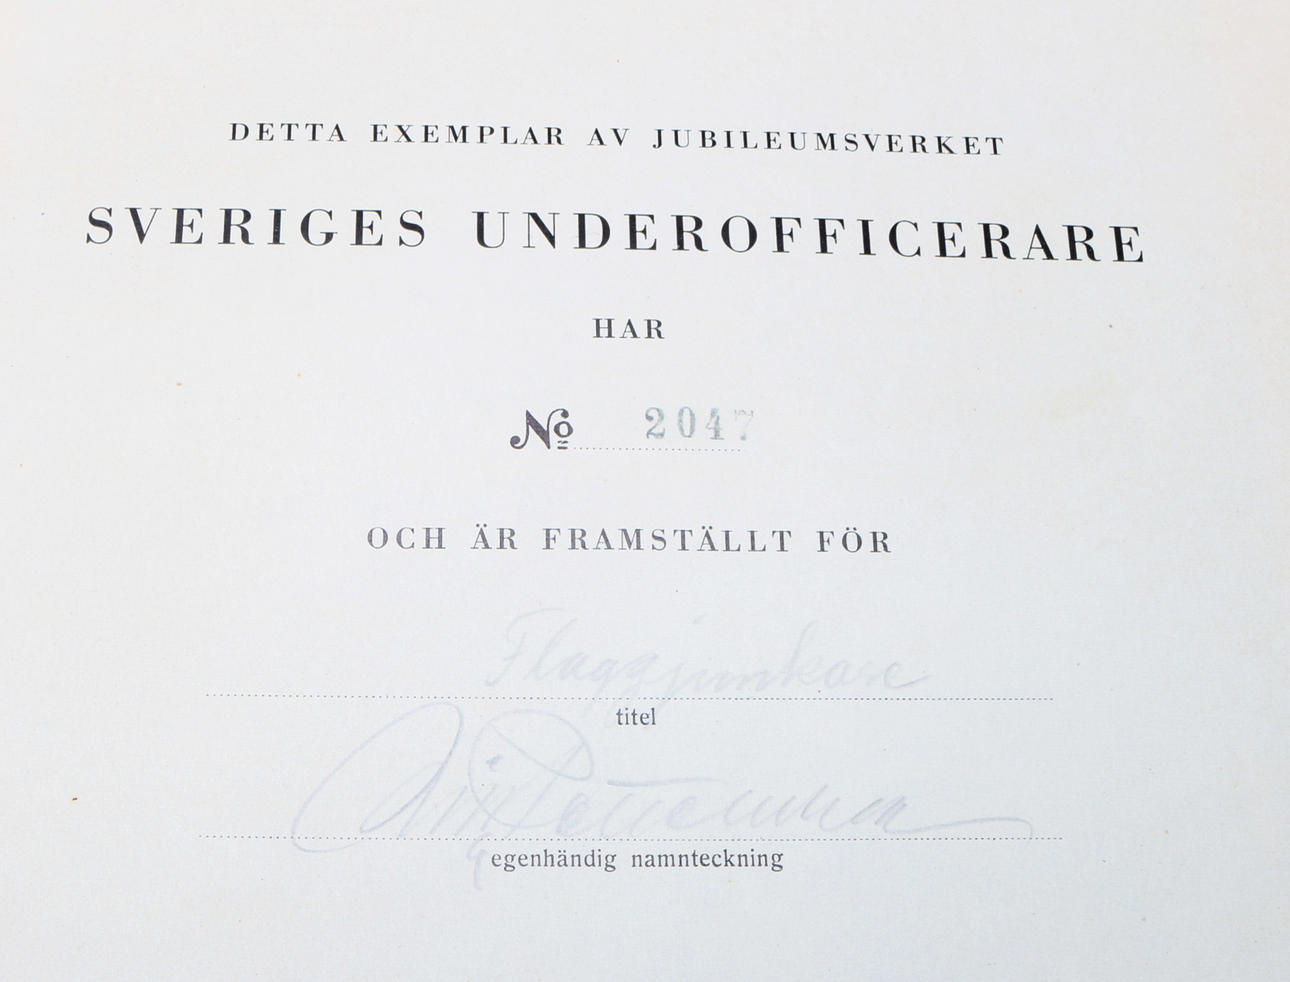 DETTA EXEMPLAR AV JUBILEUMSVERKET
SVERIGES UNDEROFFICERARE
HAR
No 2047
OCH ÄR FRAMSTÄLLT FÖR
Flaggjunkare
titel
egenhändig namnteckning